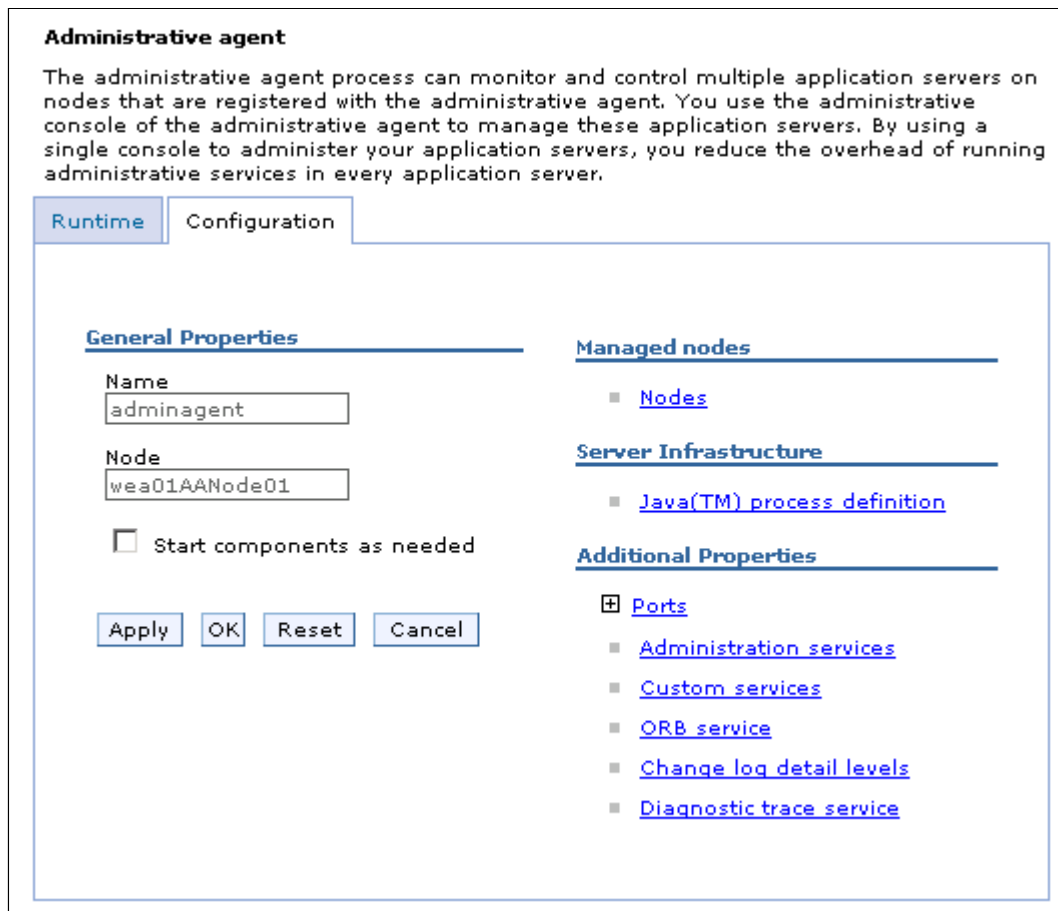 Administrative agent
The administrative agent process can monitor and control multiple application servers on
nodes that are registered with the administrative agent. You use the administrative
console of the administrative agent to manage these application servers. By using a
single console to administer your application servers, you reduce the overhead of running
administrative services in every application server.
Runtime
Configuration
General Properties
Name
adminagent
Node
wea01AANode01
Start components as needed
Apply
OK
Reset
Cancel
Managed nodes
Nodes
Server Infrastructure
Java(TM) process definition
Additional Properties
Ports
Administration services
Custom services
ORB service
Change log detail levels
Diagnostic trace service